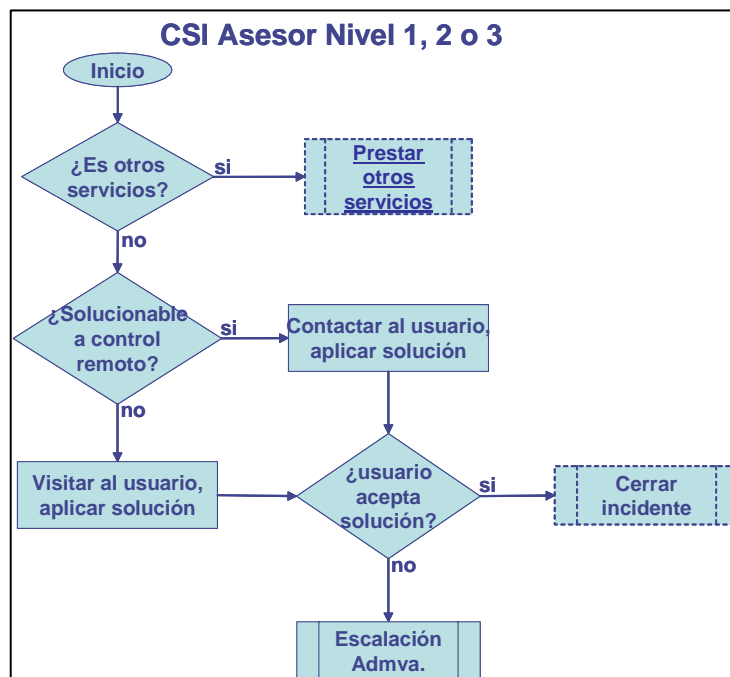 CSI Asesor Nivel 1, 2 o 3
Inicio
¿Es otros
servicios?
si
Prestar
otros
servicios
no
¿Solucionable
a control
remoto?
si
Contactar al usuario,
aplicar solución
no
Visitar al usuario,
aplicar solución
¿usuario
acepta
solución?
si
Cerrar
incidente
no
Escalación
Admva.